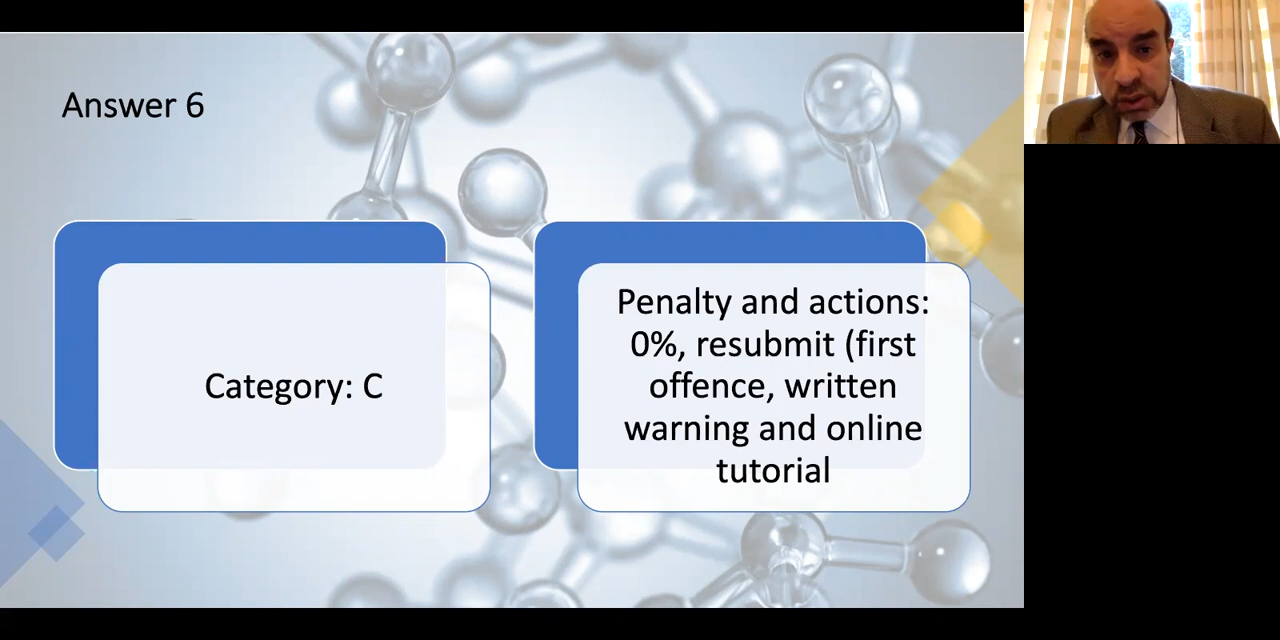 Answer 6
Category: C
Penalty and actions:
0%, resubmit (first
offence, written
warning and online
tutorial